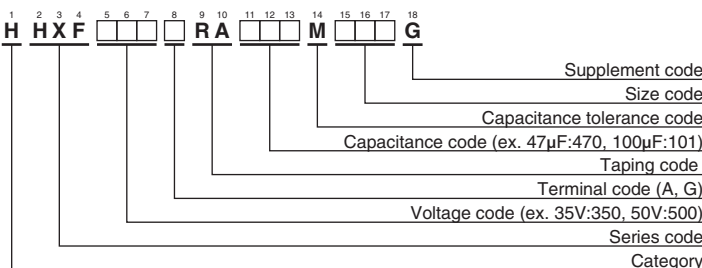 1 2 3 4 5 6 7 8 9 10 11 12 13 14 15 16 17 18
H HXF □□□ □ RA □□□ M □□□ G
Supplement code
Size code
Capacitance tolerance code
Capacitance code (ex. 47µF:470, 100µF:101)
Taping code
Terminal code (A, G)
Voltage code (ex. 35V:350, 50V:500)
Series code
Category